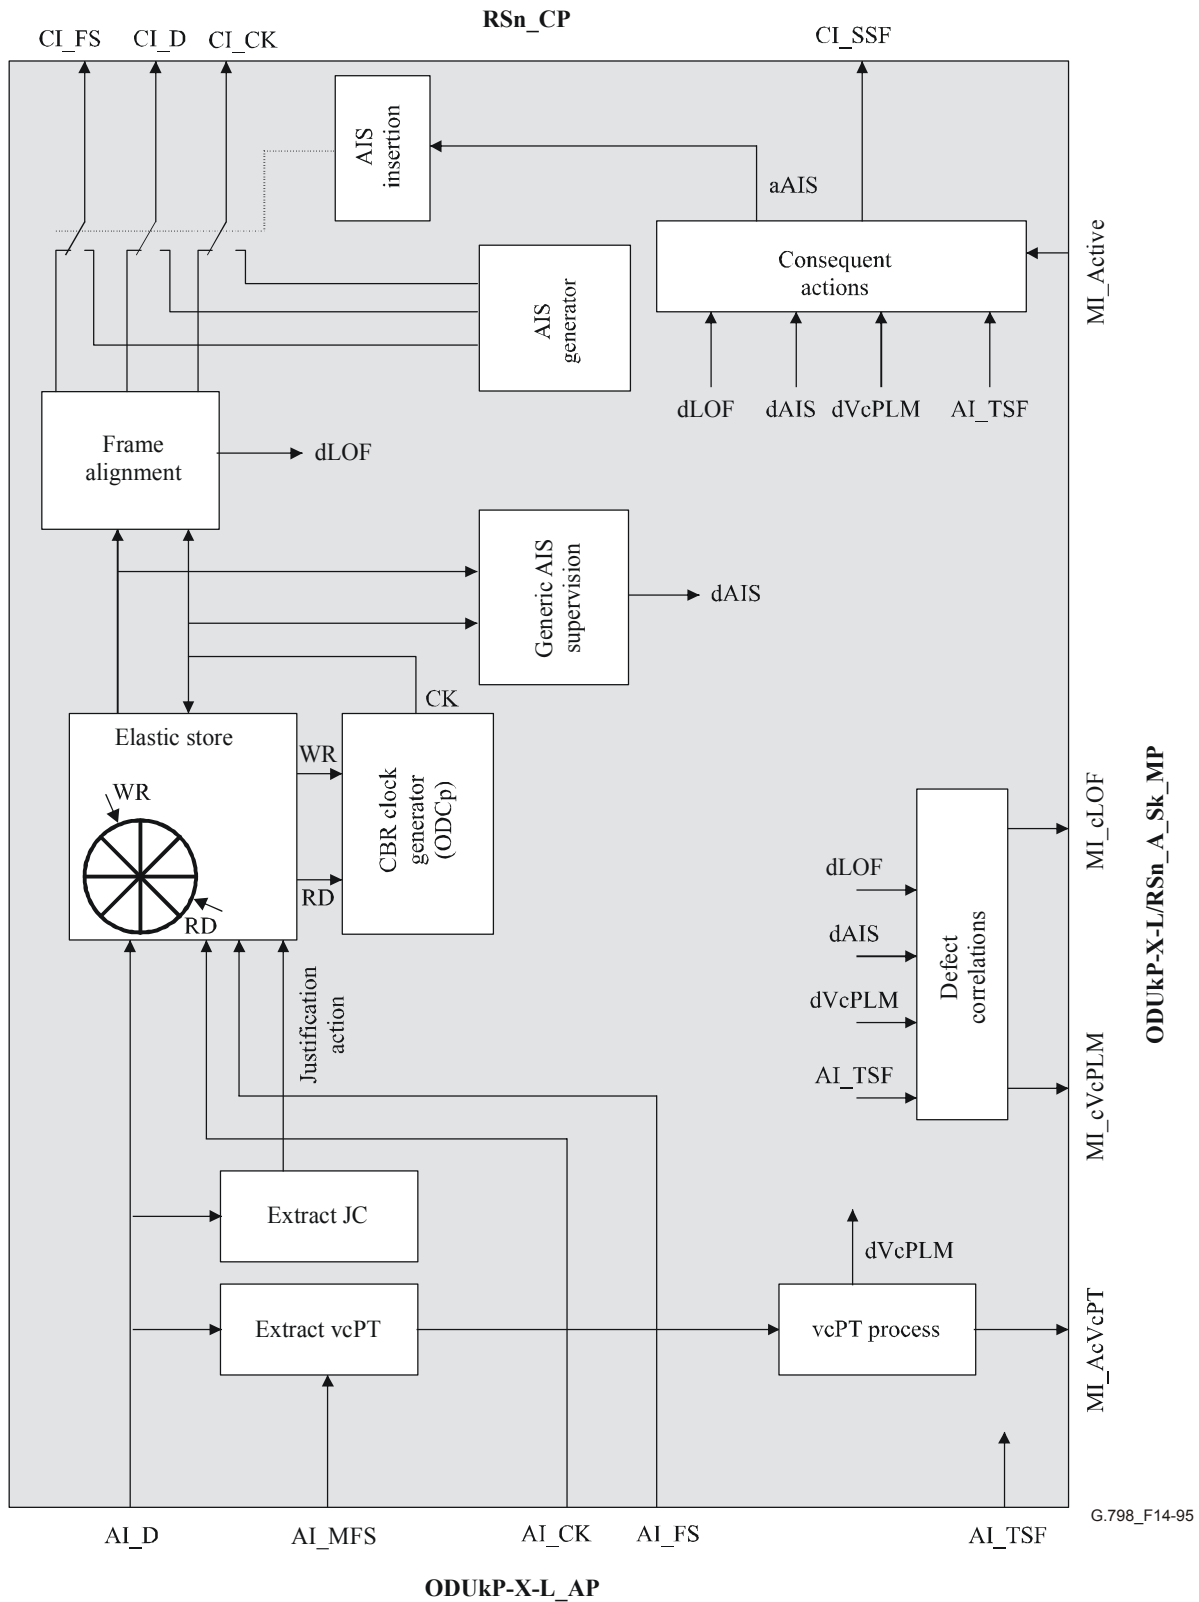 RSn_CP
CI_FS
CI_D
CI_CK
CI_SSF
AIS
insertion
aAIS
Consequent
actions
MI_Active
AIS
generator
dLOF
dAIS
dVcPLM
AI_TSF
Frame
alignment
dLOF
Generic AIS
supervision
dAIS
CK
Elastic store
WR
RD
WR
RD
CBR clock
generator
(ODCp)
Justification
action
dLOF
dAIS
dVcPLM
AI_TSF
Defect
correlations
MI_cLOF
MI_cVcPLM
ODUkP-X-L/RSn_A_Sk_MP
Extract JC
dVcPLM
Extract vcPT
vcPT process
MI_AcVcPT
AI_D
AI_MFS
AI_CK
AI_FS
AI_TSF
G.798_F14-95
ODUkP-X-L_AP